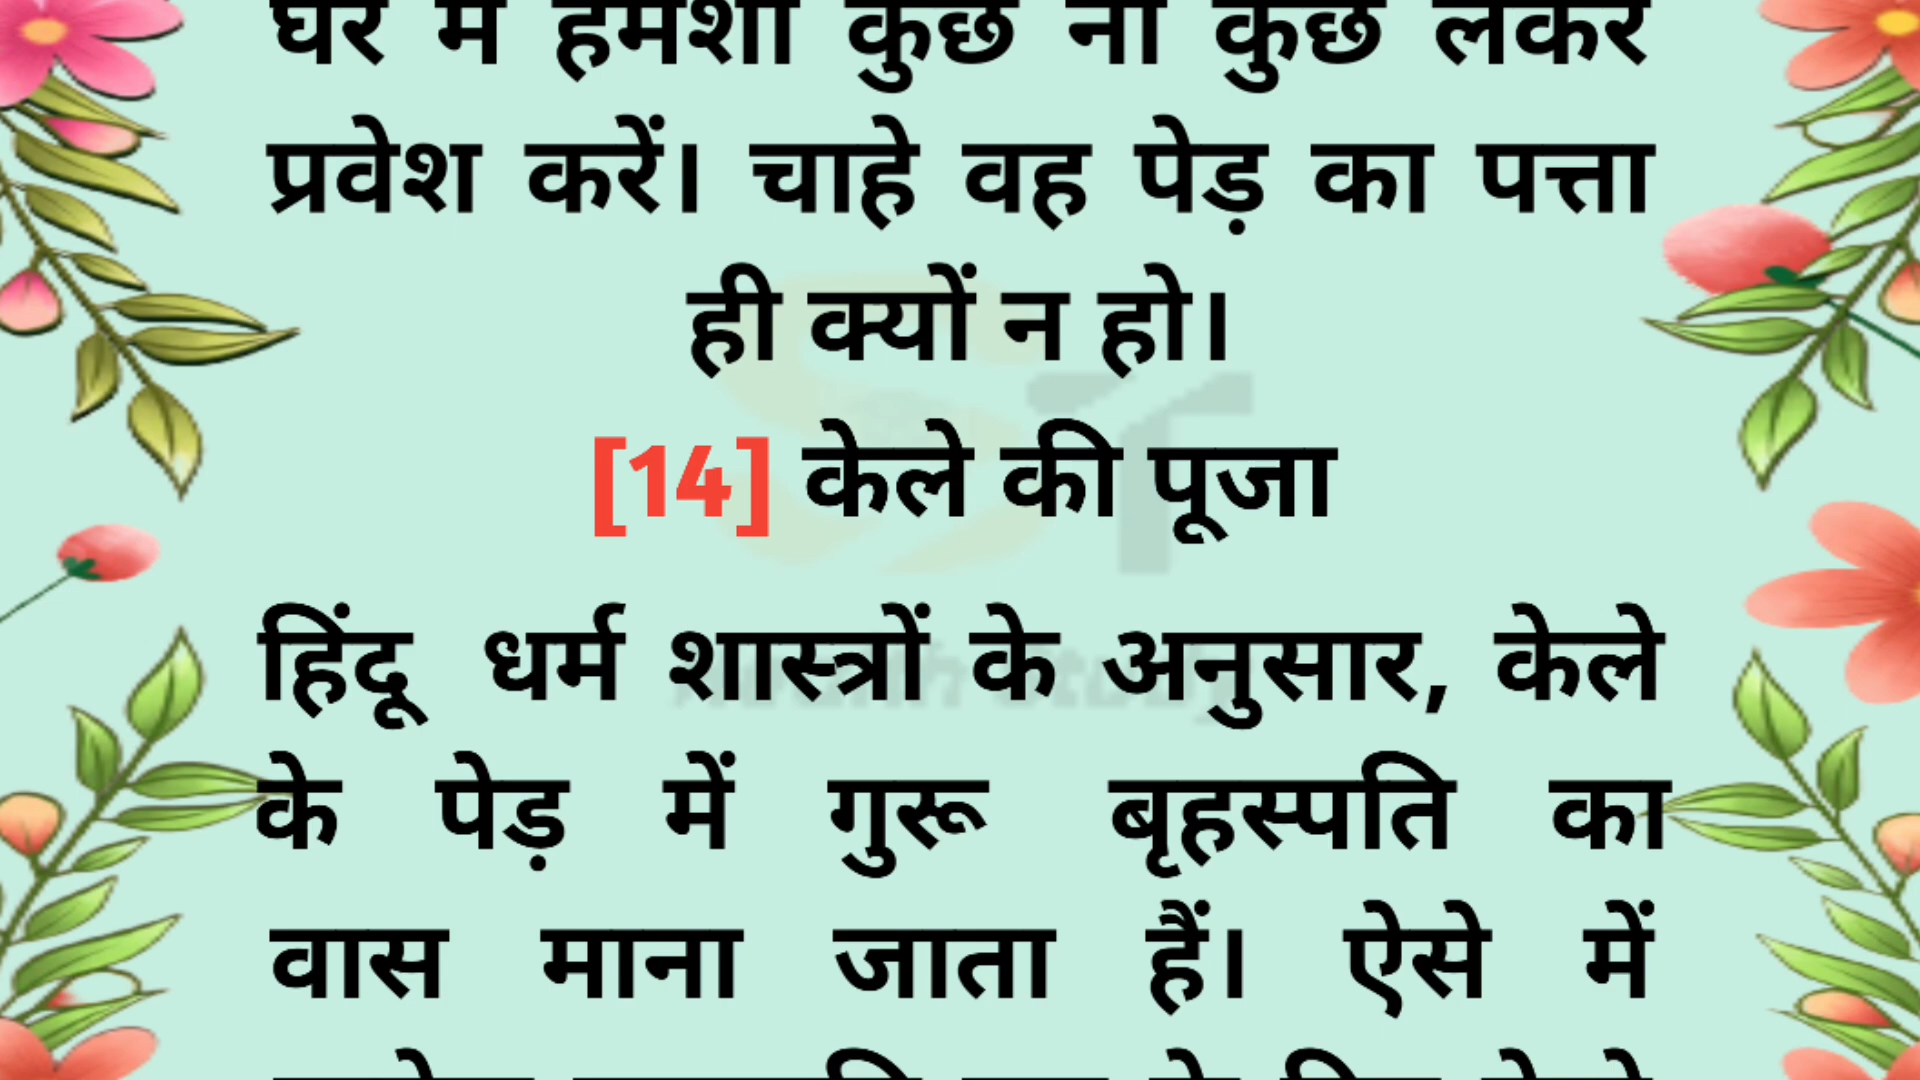 घर में हमेशा कुछ ना कुछ लेकर
प्रवेश करें। चाहे वह पेड़ का पत्ता
ही क्यों न हो।
[14] केले की पूजा
हिंदू धर्म शास्त्रों के अनुसार, केले
के पेड़ में गुरू बृहस्पति का
वास माना जाता हैं। ऐसे में